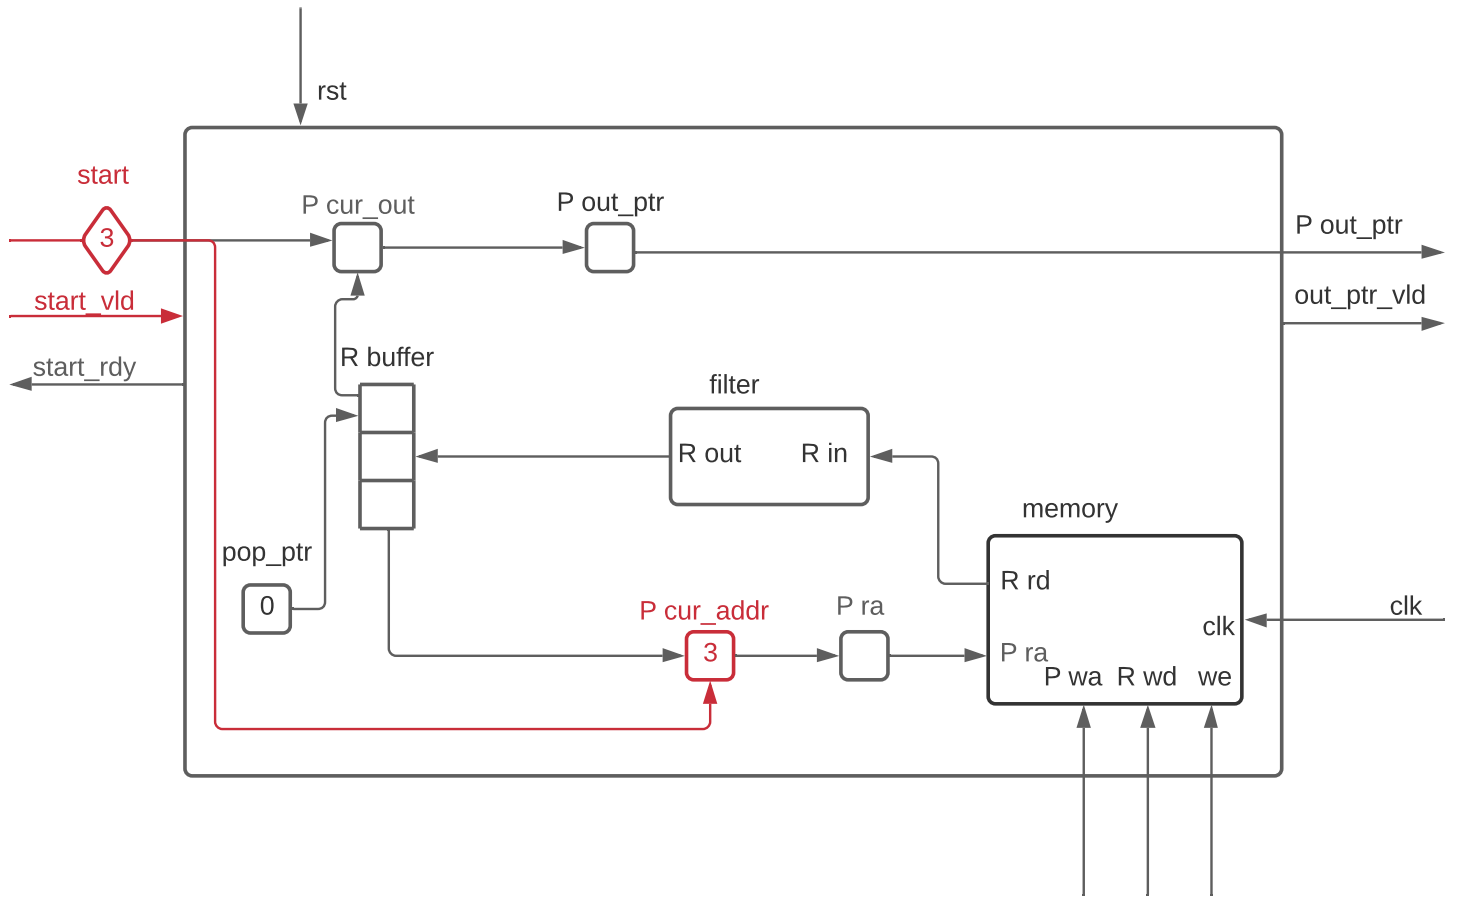 rst
start
3
start_vld
start_rdy
P cur_out
P out_ptr
P out_ptr
out_ptr_vld
R buffer
filter
R out
R in
memory
pop_ptr
0
P cur_addr
3
P ra
R rd
clk
clk
P ra
P wa
R wd
we